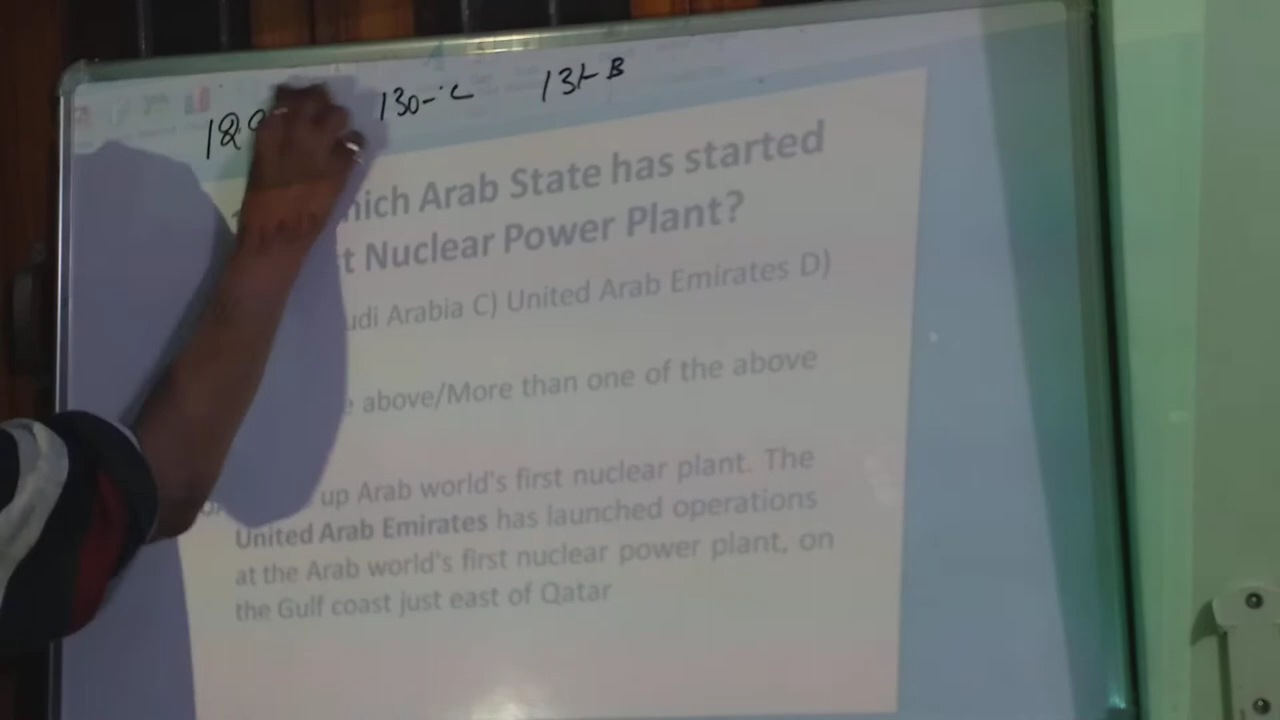 130-C 131-B
hich Arab State has started
t Nuclear Power Plant?
udi Arabia C) United Arab Emirates D)
above/More than one of the above
up Arab world's first nuclear plant. The
United Arab Emirates has launched operations
at the Arab world's first nuclear power plant, on
the Gulf coast just east of Qatar